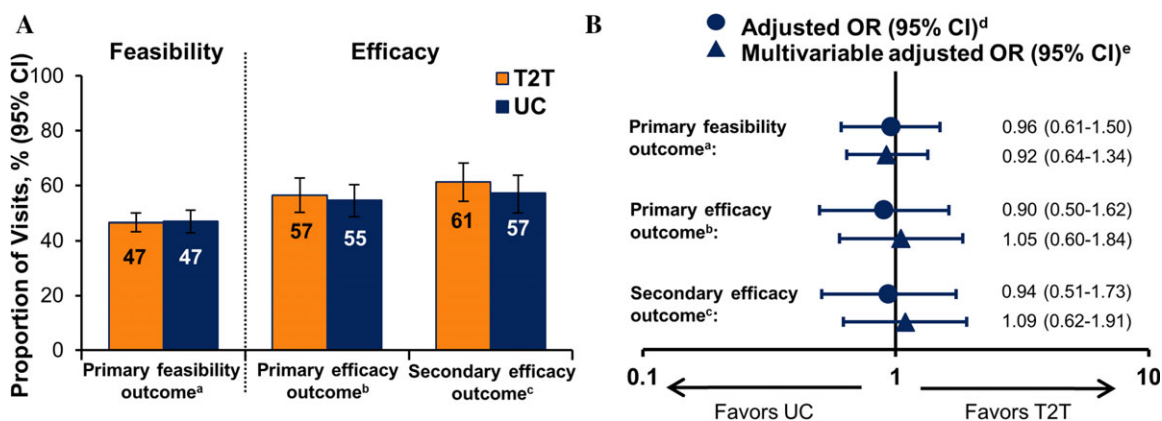 A
Feasibility
Efficacy
T2T
UC
Proportion of Visits, % (95% CI)
100
80
60
40
20
0
47
47
57
55
61
57
Primary feasibility
outcomeᵃ
Primary efficacy
outcomeᵇ
Secondary efficacy
outcomeᶜ
B
Adjusted OR (95% CI)ᵈ
Multivariable adjusted OR (95% CI)ᵉ
Primary feasibility
outcomeᵃ:
0.96 (0.61-1.50)
0.92 (0.64-1.34)
Primary efficacy
outcomeᵇ:
0.90 (0.50-1.62)
1.05 (0.60-1.84)
Secondary efficacy
outcomeᶜ:
0.94 (0.51-1.73)
1.09 (0.62-1.91)
0.1
1
10
Favors UC
Favors T2T